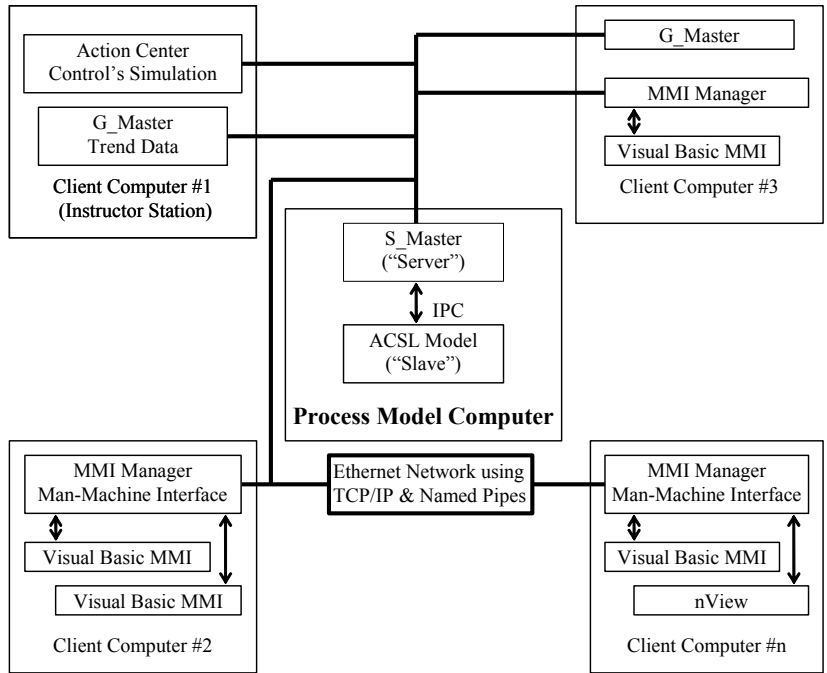 Action Center
Control's Simulation
G_Master
Trend Data
Client Computer #1
(Instructor Station)
G_Master
MMI Manager
Visual Basic MMI
Client Computer #3
S_Master
(“Server”)
IPC
ACSL Model
(“Slave”)
Process Model Computer
MMI Manager
Man-Machine Interface
Visual Basic MMI
Visual Basic MMI
Client Computer #2
Ethernet Network using
TCP/IP & Named Pipes
MMI Manager
Man-Machine Interface
Visual Basic MMI
nView
Client Computer #n